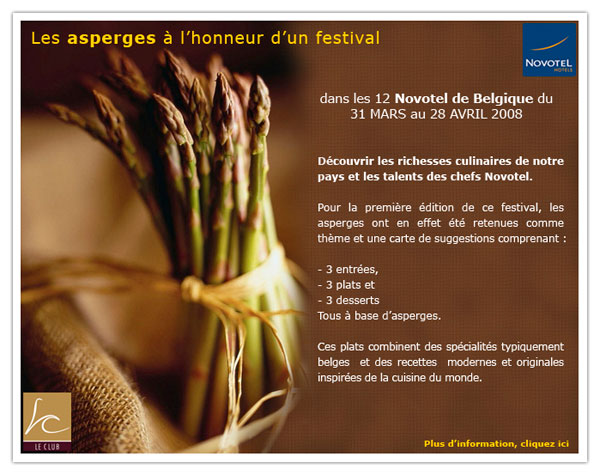 Les asperges à l’honneur d’un festival
NOVOTEL
HOTELS
dans les 12 Novotel de Belgique du
31 MARS au 28 AVRIL 2008
Découvrir les richesses culinaires de notre
pays et les talents des chefs Novotel.
Pour la première édition de ce festival, les
asperges ont en effet été retenues comme
thème et une carte de suggestions comprenant :
- 3 entrées,
- 3 plats et
- 3 desserts
Tous à base d’asperges.
Ces plats combinent des spécialités typiquement
belges et des recettes modernes et originales
inspirées de la cuisine du monde.
LE CLUB
Plus d’information, cliquez ici